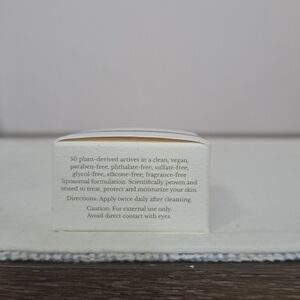 50 plant-derived actives in a clean, vegan,
paraben-free, phthalate-free, sulfate-free,
glycol-free, silicone-free, fragrance-free
liposomal formulation. Scientifically proven and
tested to treat, protect and moisturize your skin.
Directions: Apply twice daily after cleansing.
Caution: For external use only.
Avoid direct contact with eyes.